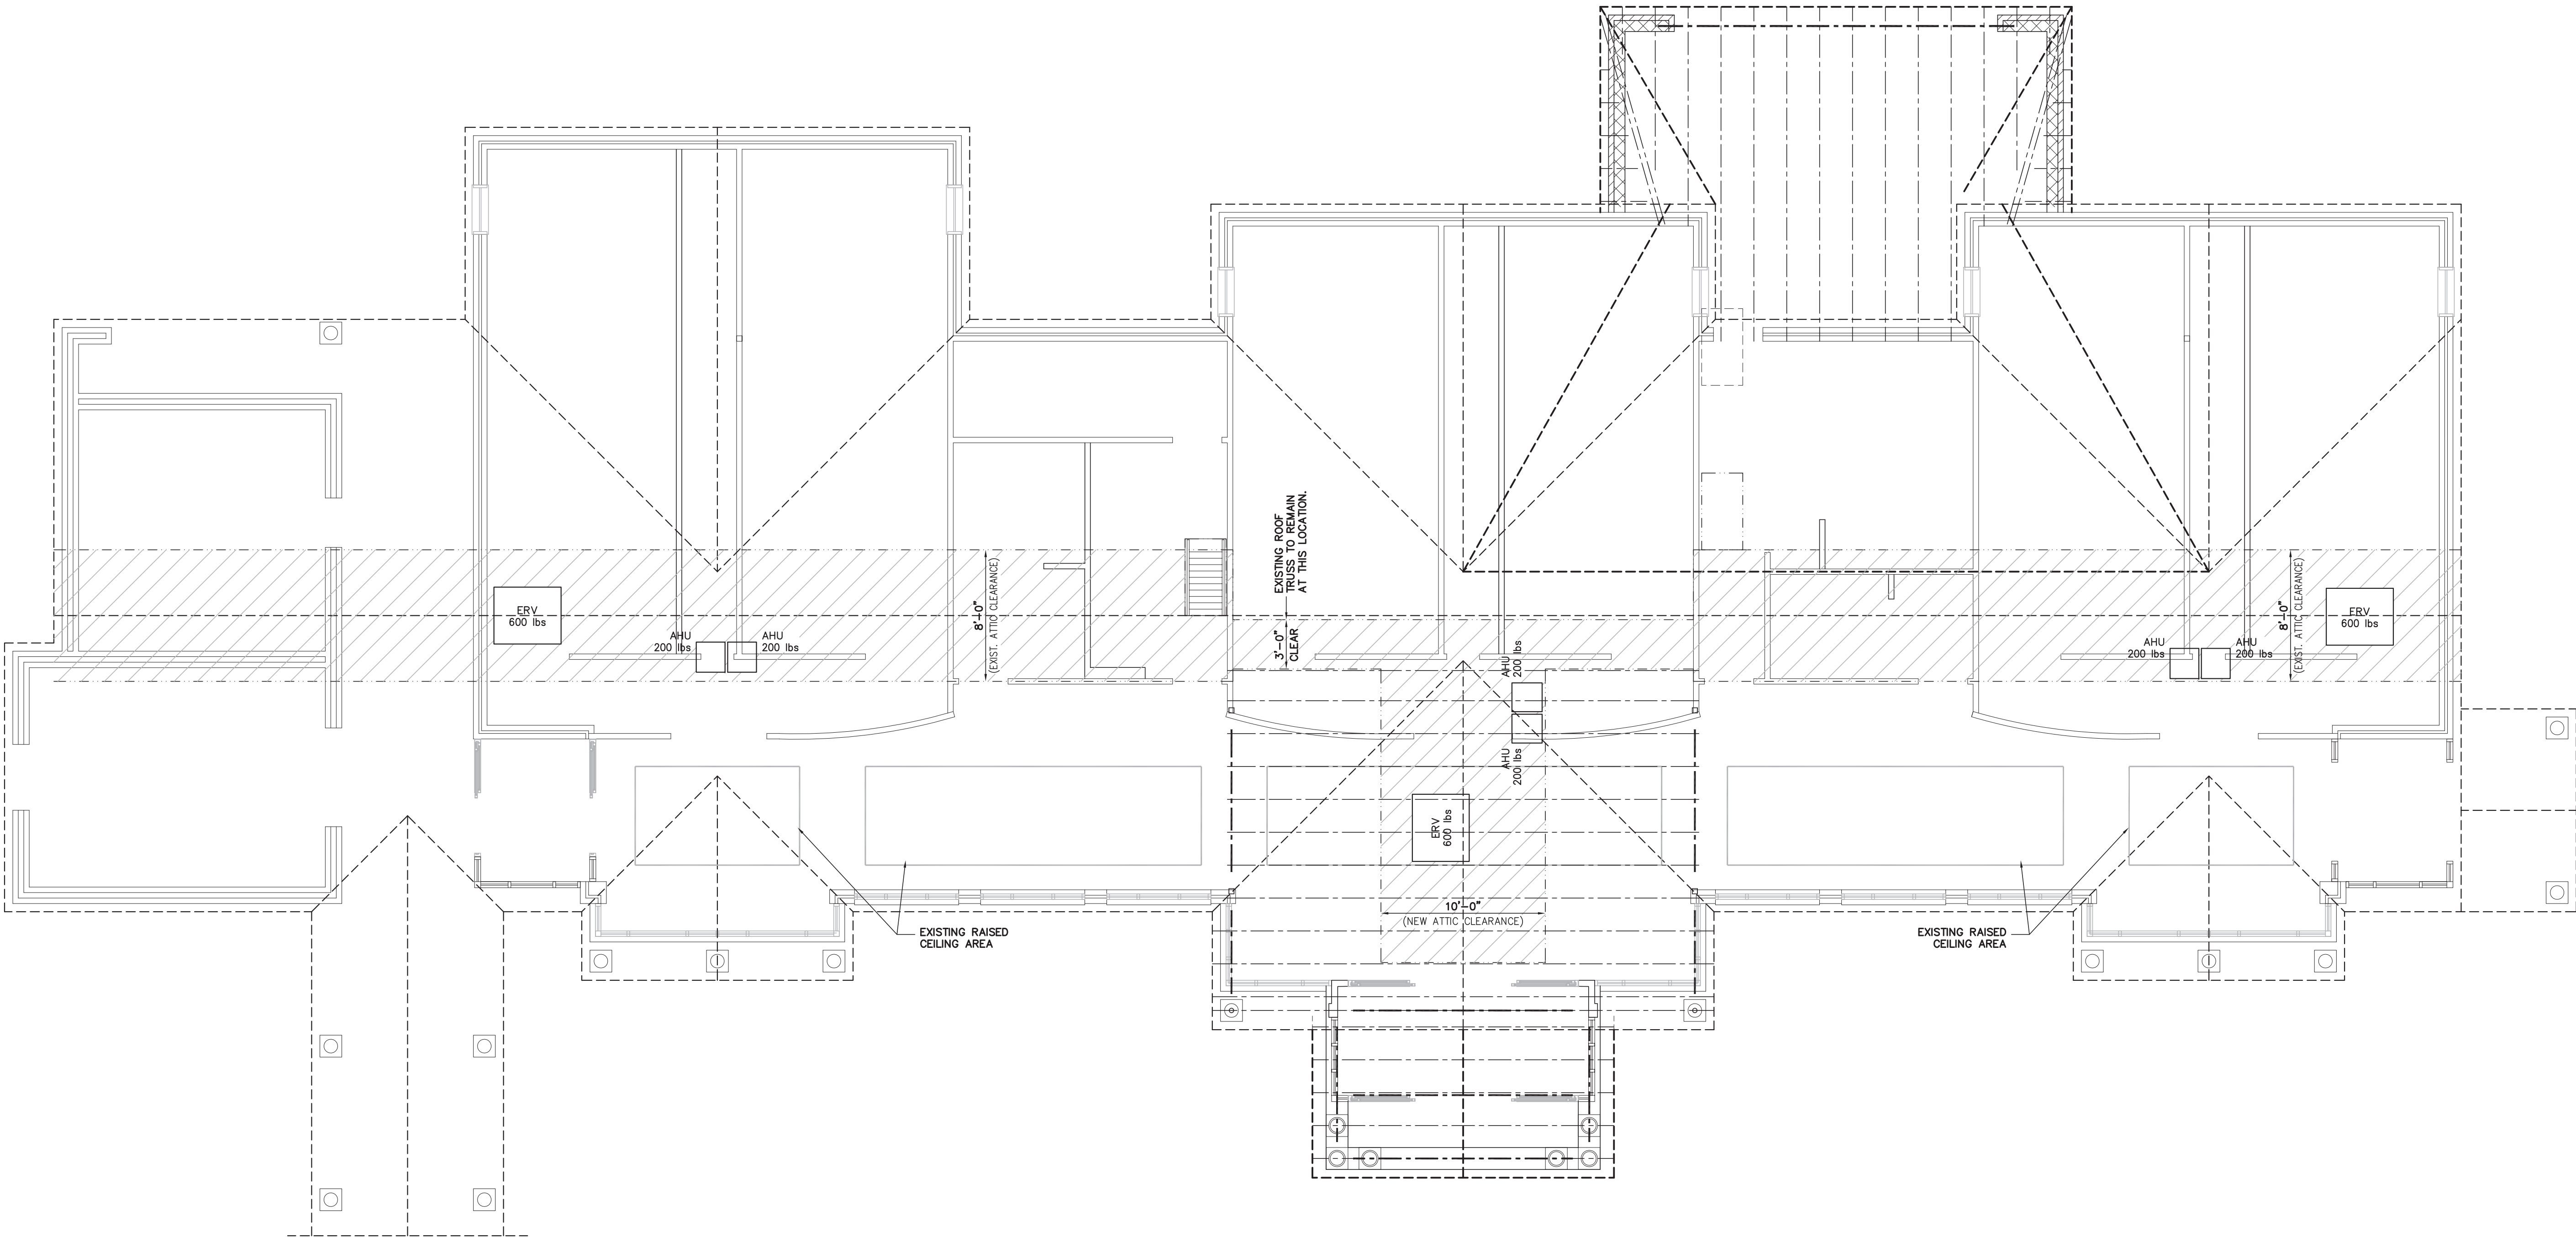 EXISTING ROOF
TRUSS TO REMAIN
AT THIS LOCATION.
ERV
600 lbs
AHU
200 lbs
AHU
200 lbs
8'-0"
(EXIST. ATTIC CLEARANCE)
3'-0"
CLEAR
AHU
200 lbs
AHU
200 lbs
ERV
600 lbs
AHU
200 lbs
AHU
200 lbs
8'-0"
(EXIST. ATTIC CLEARANCE)
ERV
600 lbs
10'-0"
(NEW ATTIC CLEARANCE)
EXISTING RAISED
CEILING AREA
EXISTING RAISED
CEILING AREA